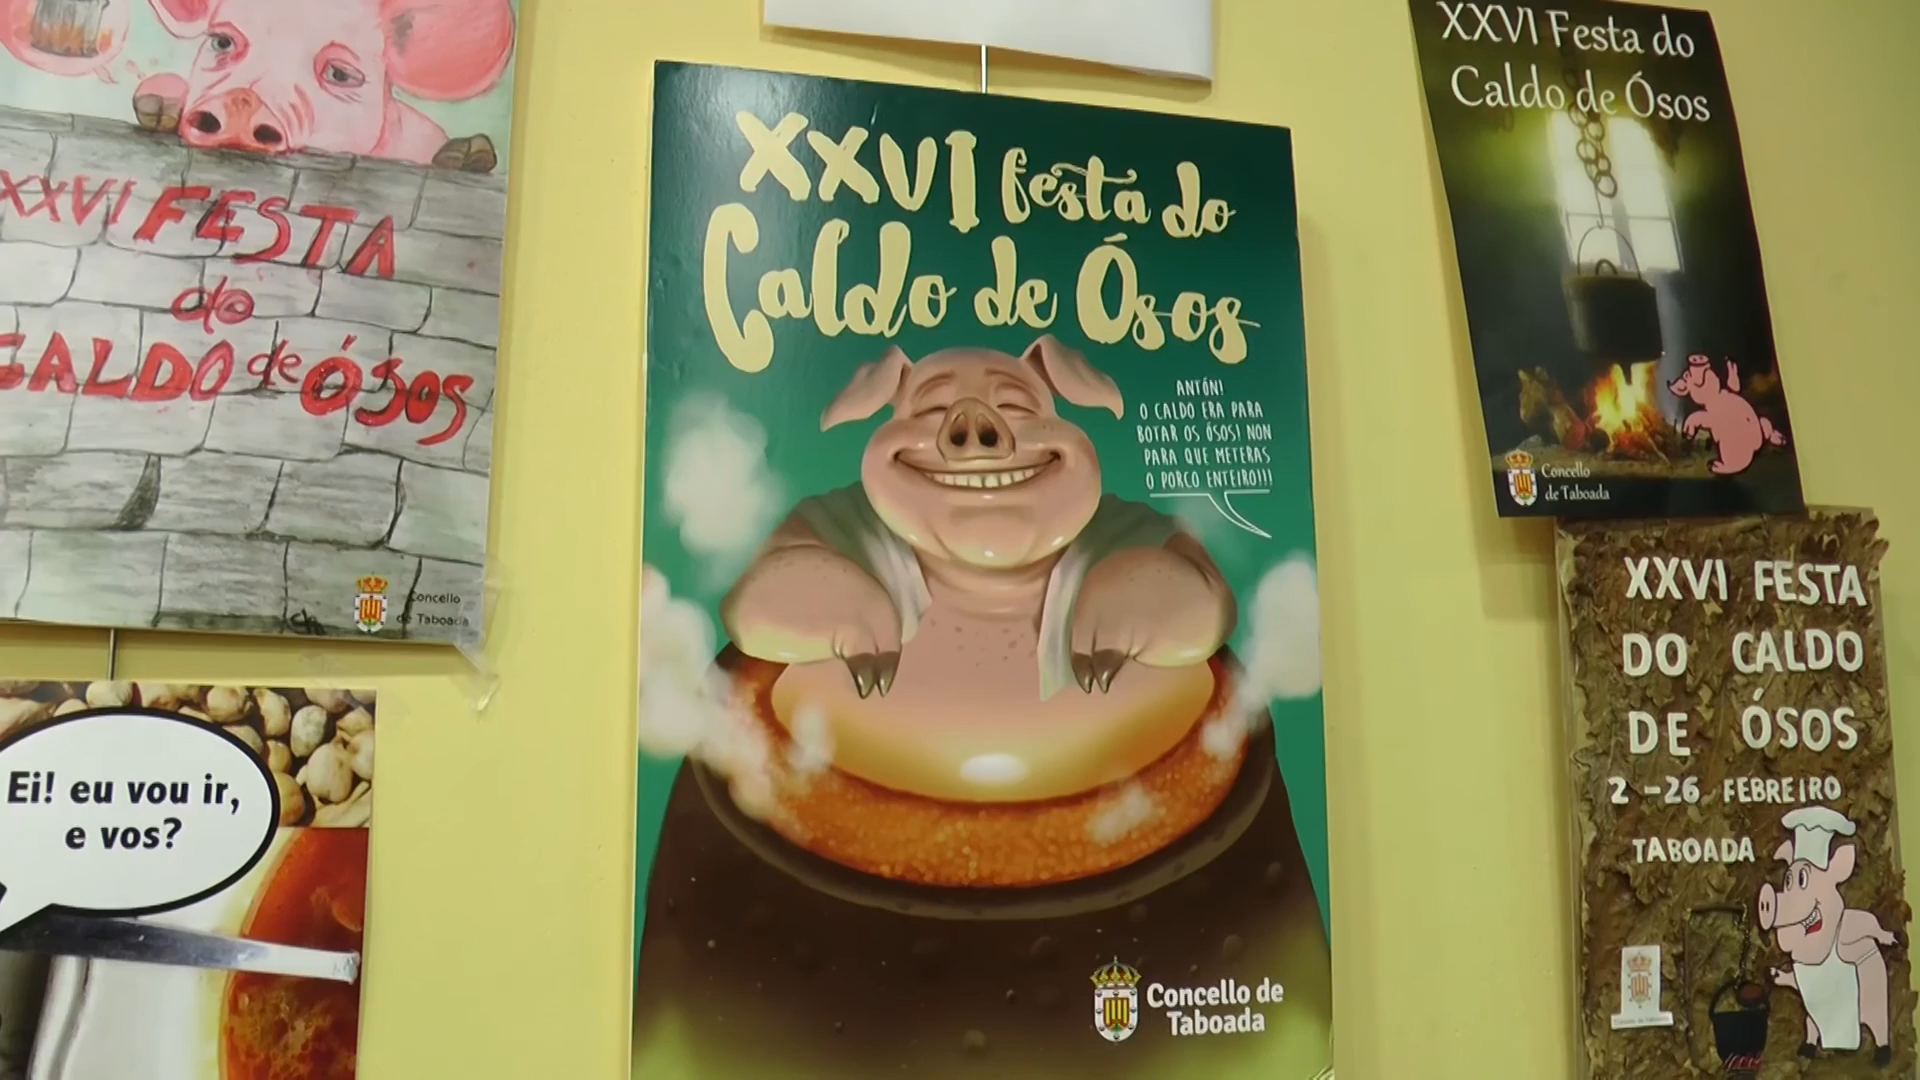 XXVI FESTA
do
CALDO de ÓSOS
Concello
de Taboada
Ei! eu vou ir,
e vos?
XXVI festa do
Caldo de Ósos
ANTÓN!
O CALDO ERA PARA
BOTAR OS ÓSOS! NON
PARA QUE METERAS
O PORCO ENTEIRO!!!
Concello de
Taboada
XXVI Festa do
Caldo de Ósos
Concello
de Taboada
XXVI FESTA
DO CALDO
DE ÓSOS
2 -26 FEBREIRO
TABOADA